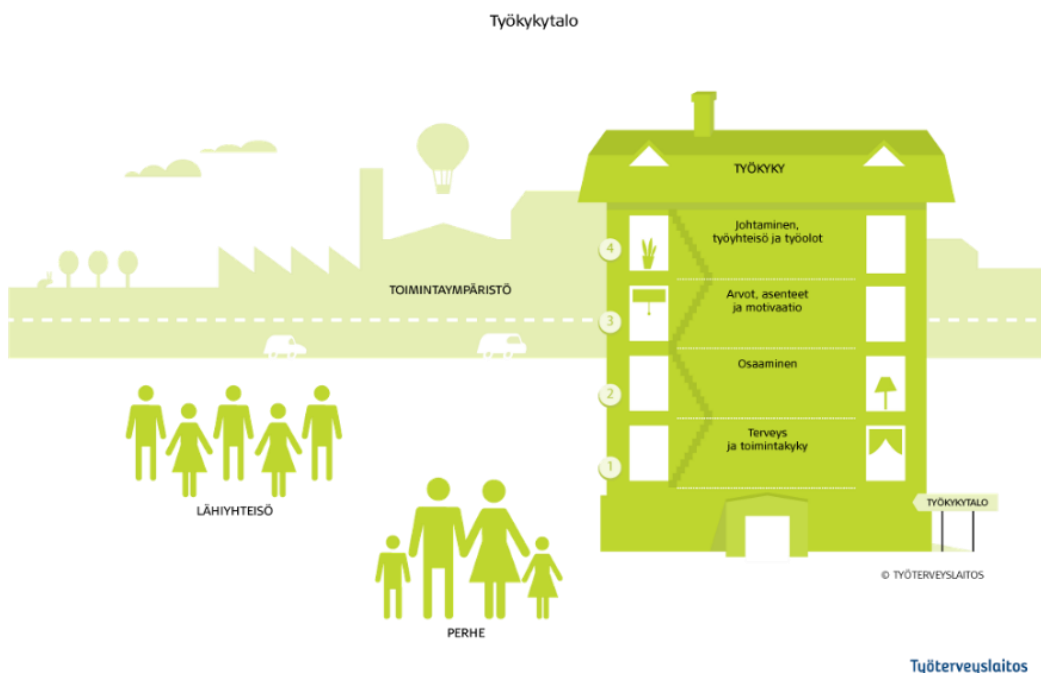 Työkykytalo
TYÖKYKY
4
Johtaminen,
työyhteisö ja työolot
TOIMINTAYMPÄRISTÖ
3
Arvot, asenteet
ja motivaatio
2
Osaaminen
1
Terveys
ja toimintakyky
LÄHIYHTEISÖ
TYÖKYKYTALO
© TYÖTERVEYSLAITOS
PERHE
Työterveyslaitos